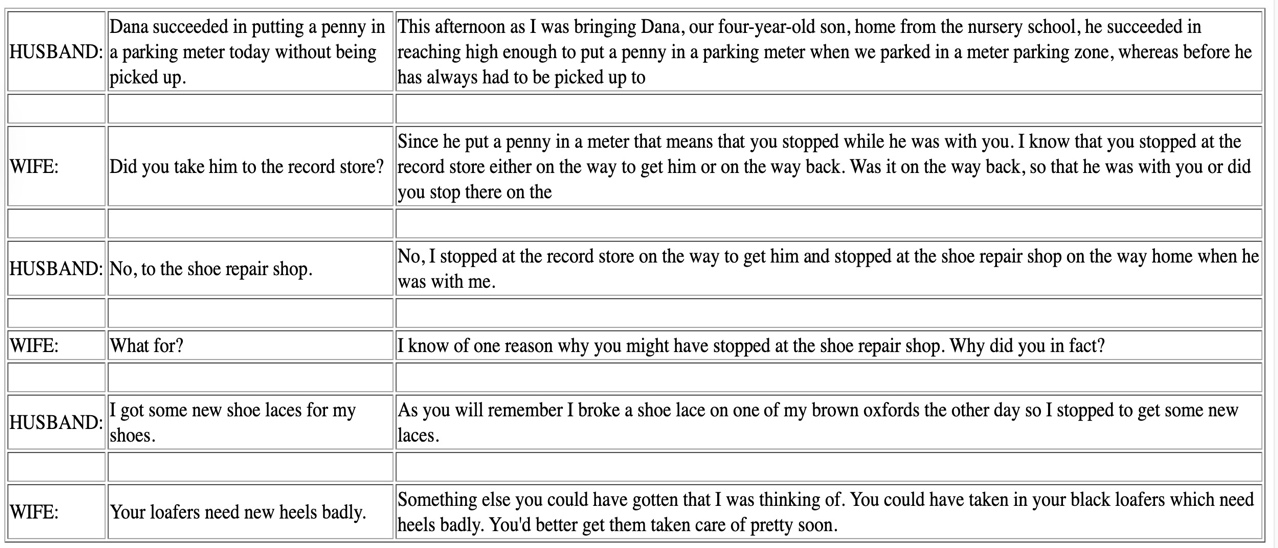 HUSBAND:
Dana succeeded in putting a penny in
a parking meter today without being
picked up.
This afternoon as I was bringing Dana, our four-year-old son, home from the nursery school, he succeeded in
reaching high enough to put a penny in a parking meter when we parked in a meter parking zone, whereas before he
has always had to be picked up to
WIFE:
Did you take him to the record store?
Since he put a penny in a meter that means that you stopped while he was with you. I know that you stopped at the
record store either on the way to get him or on the way back. Was it on the way back, so that he was with you or did
you stop there on the
HUSBAND:
No, to the shoe repair shop.
No, I stopped at the record store on the way to get him and stopped at the shoe repair shop on the way home when he
was with me.
WIFE:
What for?
I know of one reason why you might have stopped at the shoe repair shop. Why did you in fact?
HUSBAND:
I got some new shoe laces for my
shoes.
As you will remember I broke a shoe lace on one of my brown oxfords the other day so I stopped to get some new
laces.
WIFE:
Your loafers need new heels badly.
Something else you could have gotten that I was thinking of. You could have taken in your black loafers which need
heels badly. You'd better get them taken care of pretty soon.